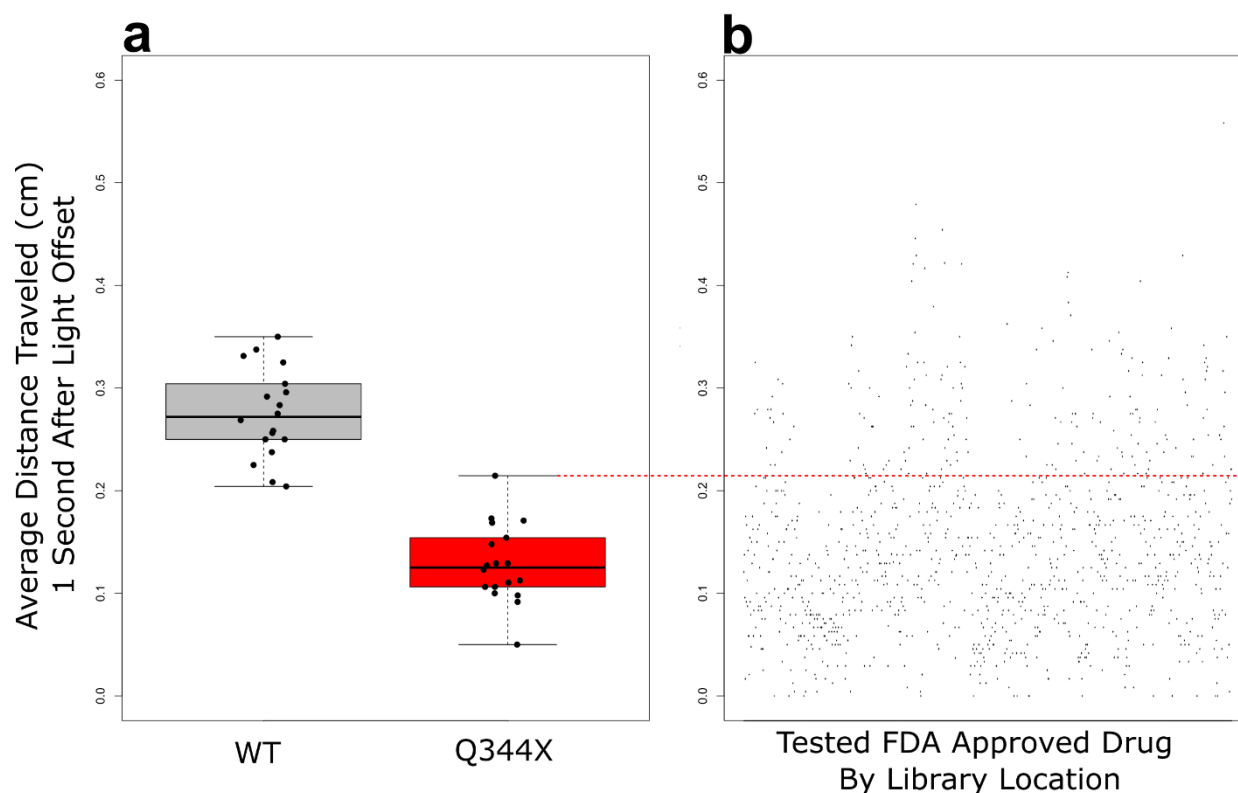 a
b
Average Distance Traveled (cm)
1 Second After Light Offset
0.6
0.5
0.4
0.3
0.2
0.1
0.0
WT
Q344X
0.6
0.5
0.4
0.3
0.2
0.1
0.0
Tested FDA Approved Drug
By Library Location